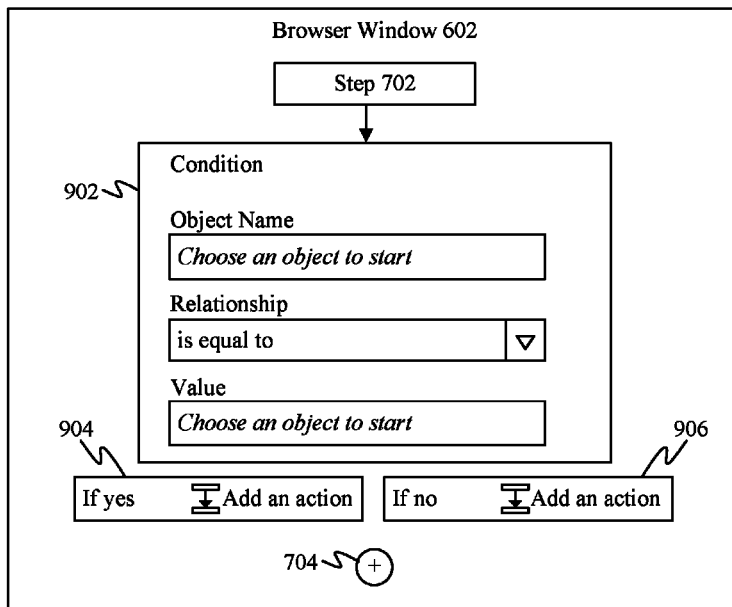 Browser Window 602
Step 702
902
Condition
Object Name
Choose an object to start
Relationship
is equal to
Value
Choose an object to start
904
906
If yes Add an action
If no Add an action
704 +